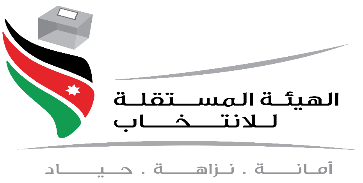 الهيئة المستقلة
للانتخاب
أمانة . نزاهة . حياد